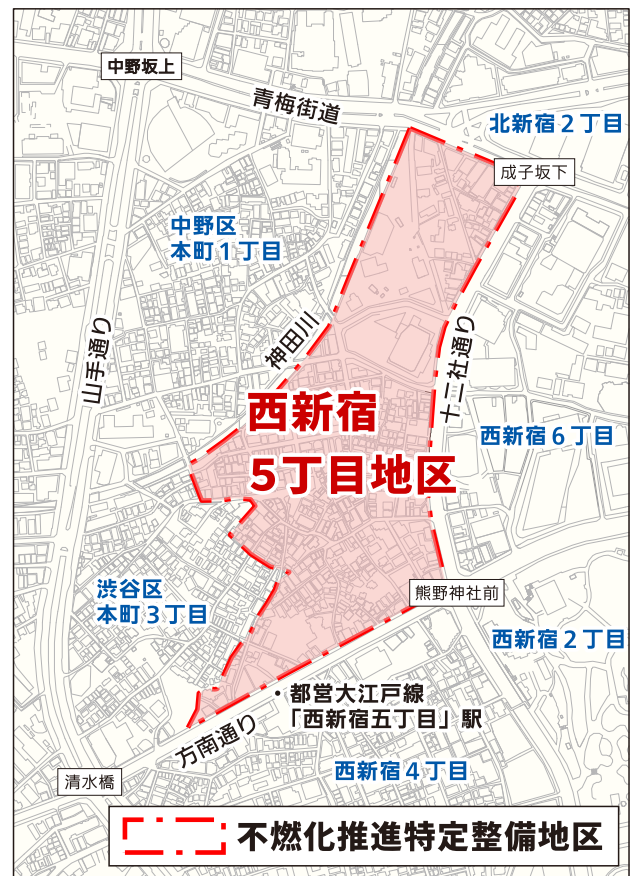 中野坂上
青梅街道
北新宿2丁目
成子坂下
中野区
本町1丁目
神田川
山手通り
十二社通り
西新宿
5丁目地区
西新宿6丁目
渋谷区
本町3丁目
熊野神社前
西新宿2丁目
・都営大江戸線
「西新宿五丁目」駅
方南通り
西新宿4丁目
清水橋
不燃化推進特定整備地区